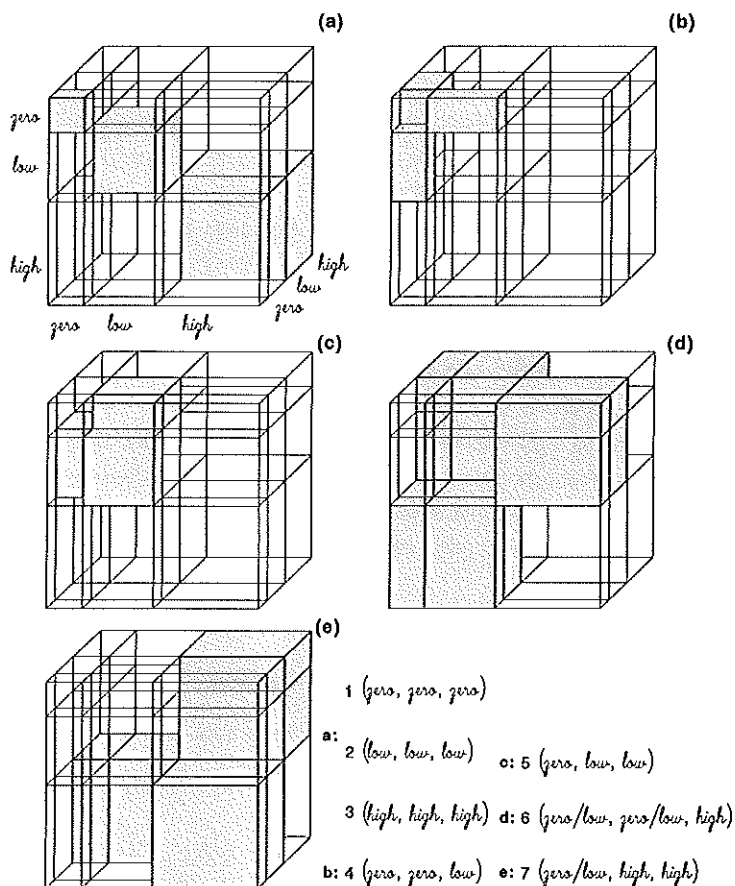 (a)
(b)
zero
low
high
high
low
zero
zero low high
(c)
(d)
(e)
1 (zero, zero, zero)
a:
2 (low, low, low)
c: 5 (zero, low, low)
3 (high, high, high)
d: 6 (zero/low, zero/low, high)
b: 4 (zero, zero, low)
e: 7 (zero/low, high, high)